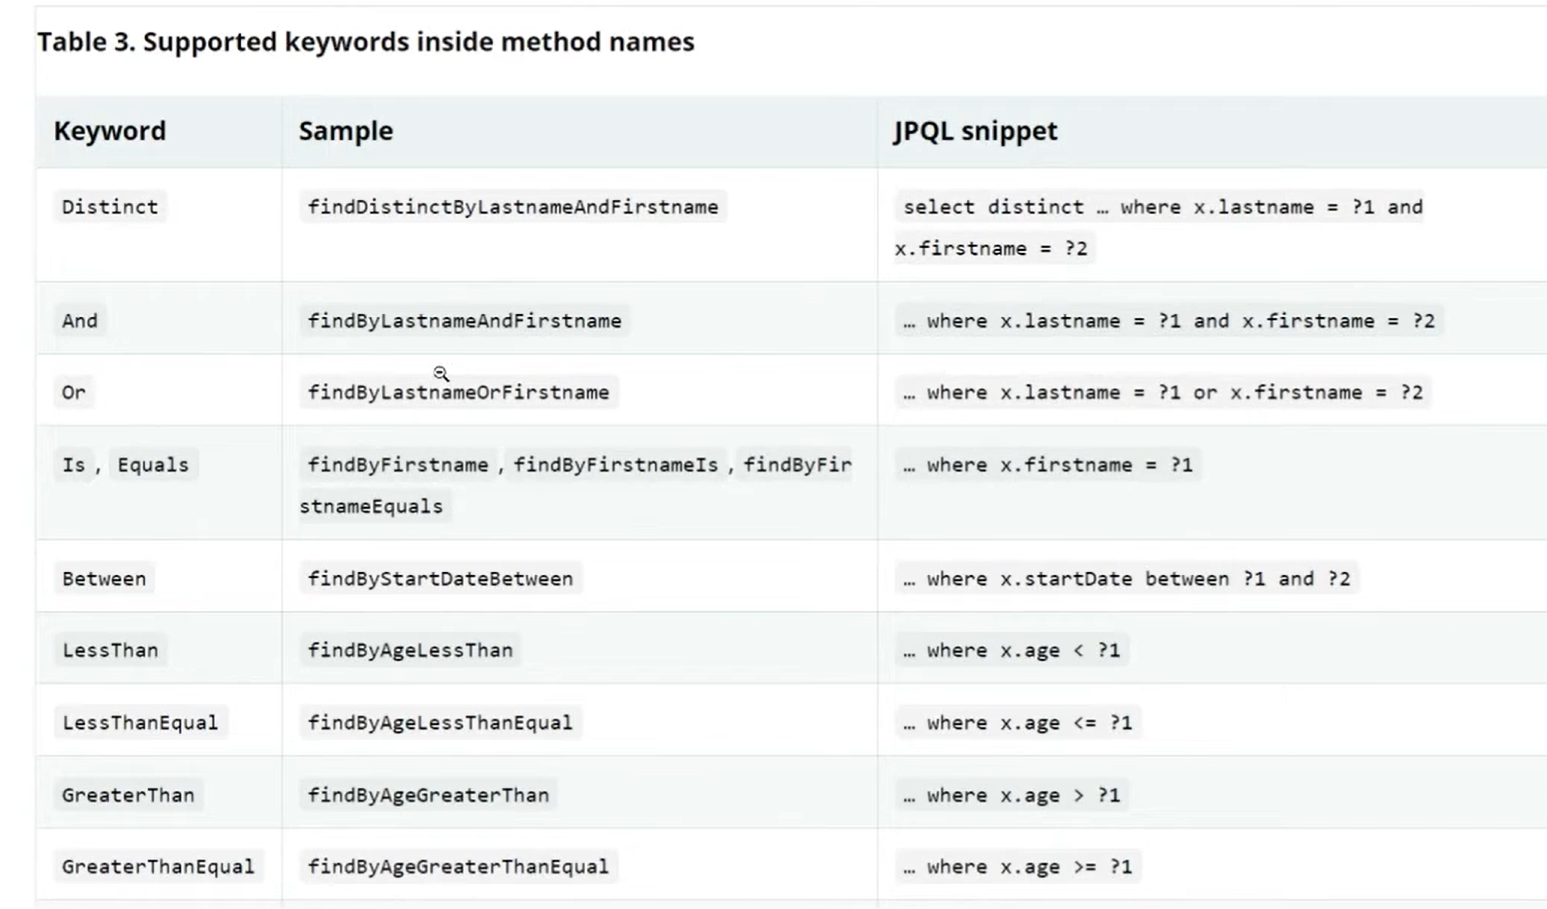 Table 3. Supported keywords inside method names
Keyword Sample JPQL snippet
Distinct findDistinctByLastnameAndFirstname select distinct … where x.lastname = ?1 and
x.firstname = ?2
And findByLastnameAndFirstname … where x.lastname = ?1 and x.firstname = ?2
Or findByLastnameOrFirstname … where x.lastname = ?1 or x.firstname = ?2
Is , Equals findByFirstname , findByFirstnameIs , findByFir … where x.firstname = ?1
stnameEquals
Between findByStartDateBetween … where x.startDate between ?1 and ?2
LessThan findByAgeLessThan … where x.age < ?1
LessThanEqual findByAgeLessThanEqual … where x.age <= ?1
GreaterThan findByAgeGreaterThan … where x.age > ?1
GreaterThanEqual findByAgeGreaterThanEqual … where x.age >= ?1